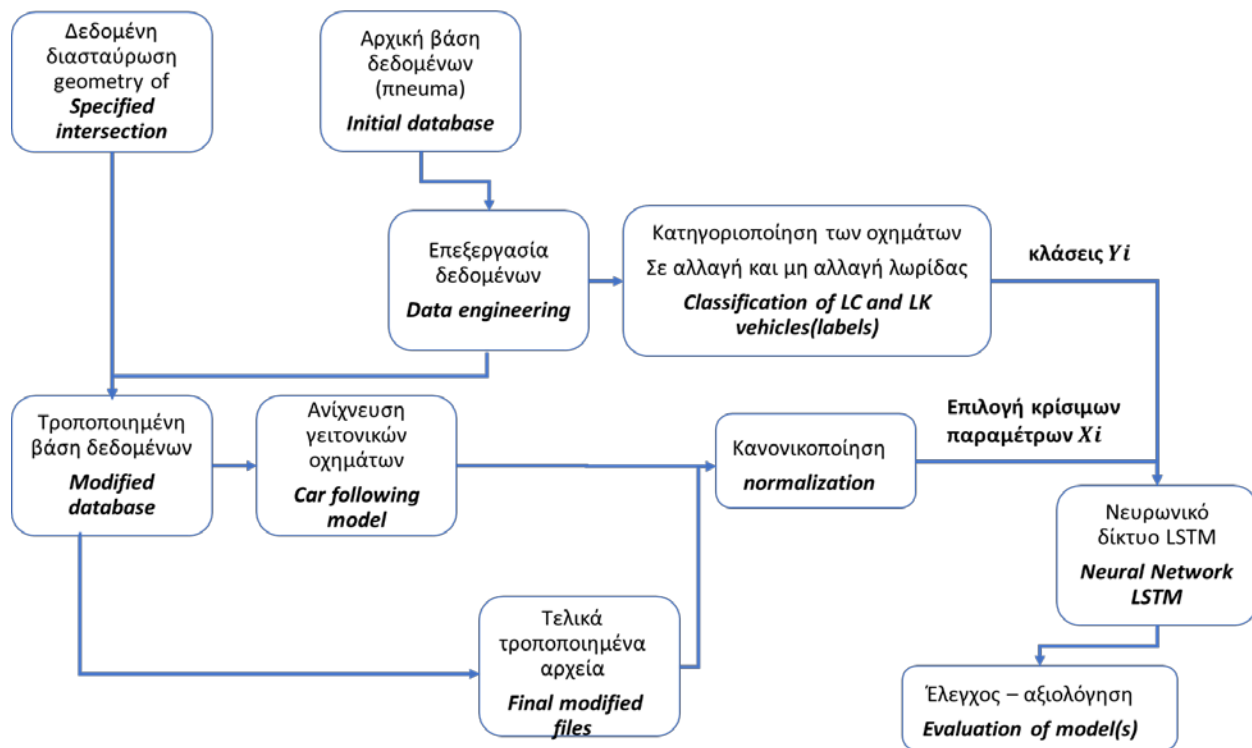 Δεδομένη
διασταύρωση
geometry of
Specified
intersection
Αρχική βάση
δεδομένων
(πneuma)
Initial database
Επεξεργασία
δεδομένων
Data engineering
Κατηγοριοποίηση των οχημάτων
Σε αλλαγή και μη αλλαγή λωρίδας
Classification of LC and LK
vehicles(labels)
κλάσεις Yi
Τροποποιημένη
βάση δεδομένων
Modified
database
Ανίχνευση
γειτονικών
οχημάτων
Car following
model
Κανονικοποίηση
normalization
Επιλογή κρίσιμων
παραμέτρων Xi
Νευρωνικό
δίκτυο LSTM
Neural Network
LSTM
Τελικά
τροποποιημένα
αρχεία
Final modified
files
Έλεγχος – αξιολόγηση
Evaluation of model(s)